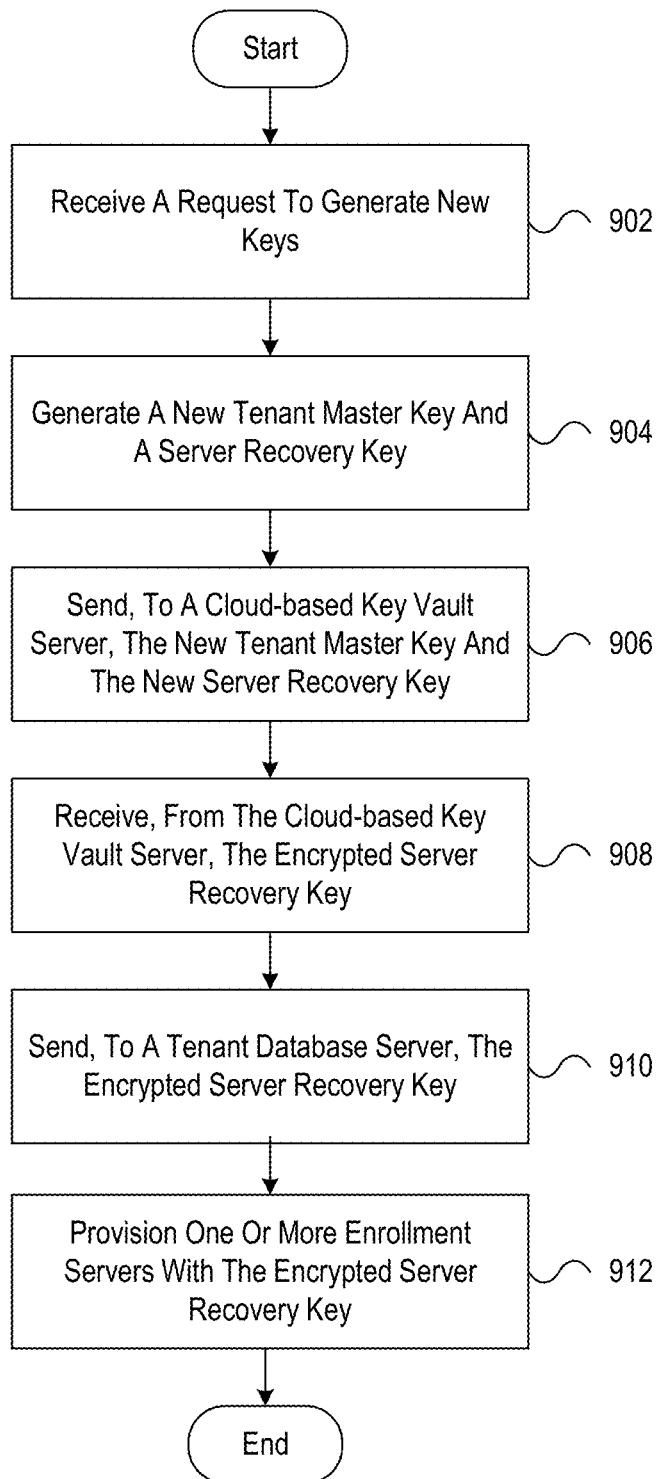 Start
Receive A Request To Generate New
Keys
902
Generate A New Tenant Master Key And
A Server Recovery Key
904
Send, To A Cloud-based Key Vault
Server, The New Tenant Master Key And
The New Server Recovery Key
906
Receive, From The Cloud-based Key
Vault Server, The Encrypted Server
Recovery Key
908
Send, To A Tenant Database Server, The
Encrypted Server Recovery Key
910
Provision One Or More Enrollment
Servers With The Encrypted Server
Recovery Key
912
End